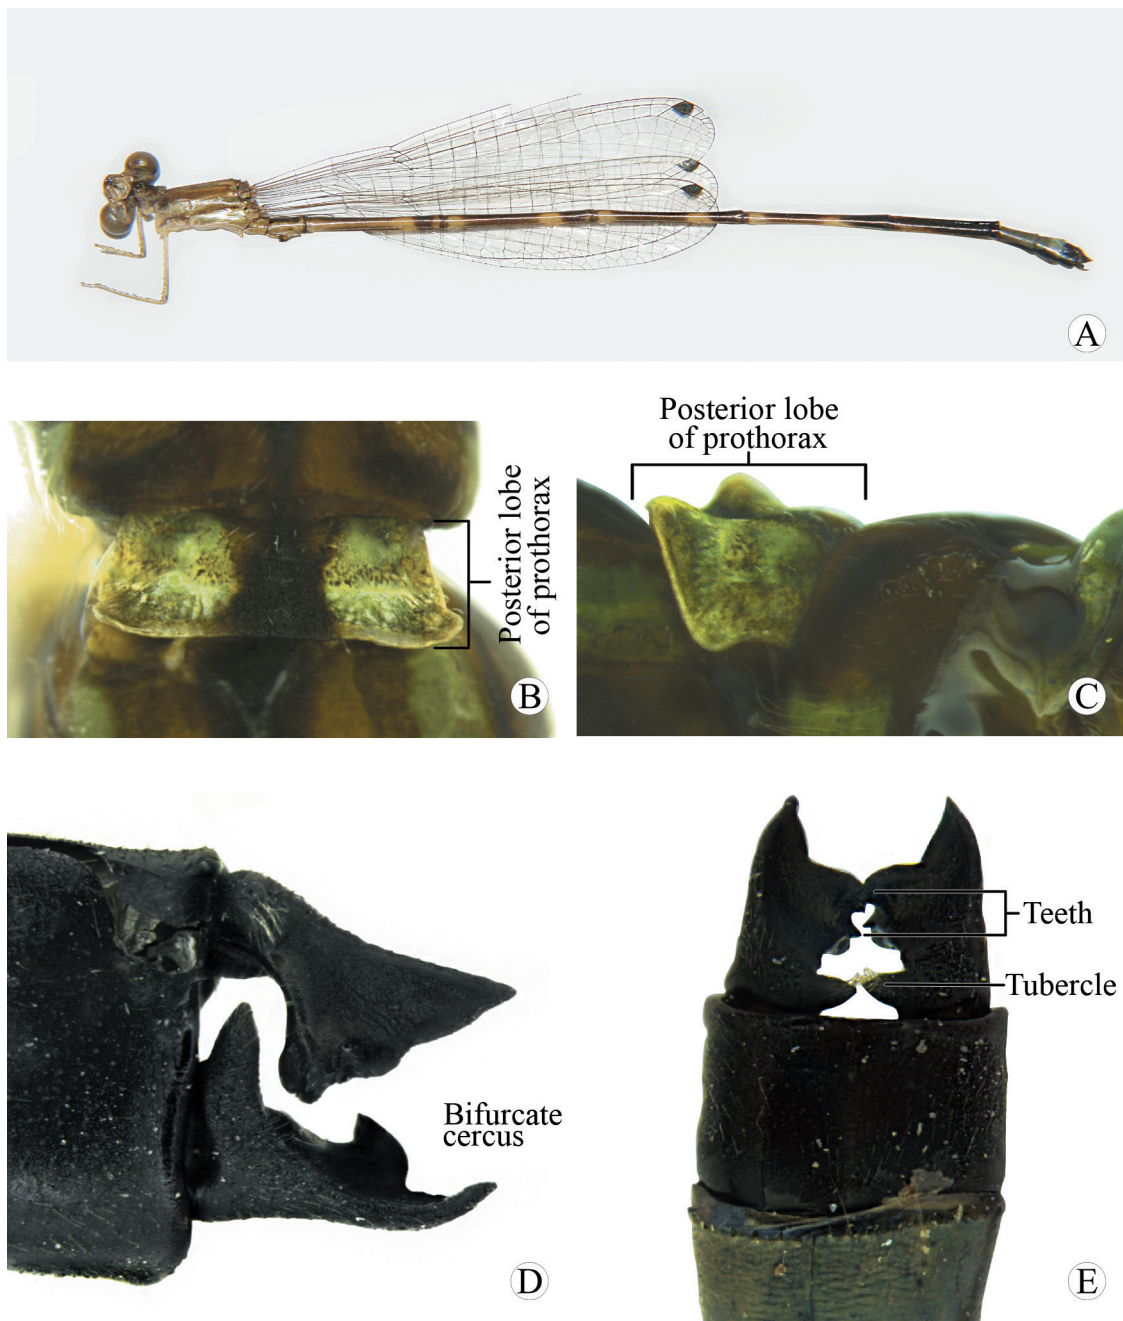 A
Posterior lobe
of prothorax
B
Posterior lobe
of prothorax
C
Bifurcate
cercus
D
Teeth
Tubercle
E